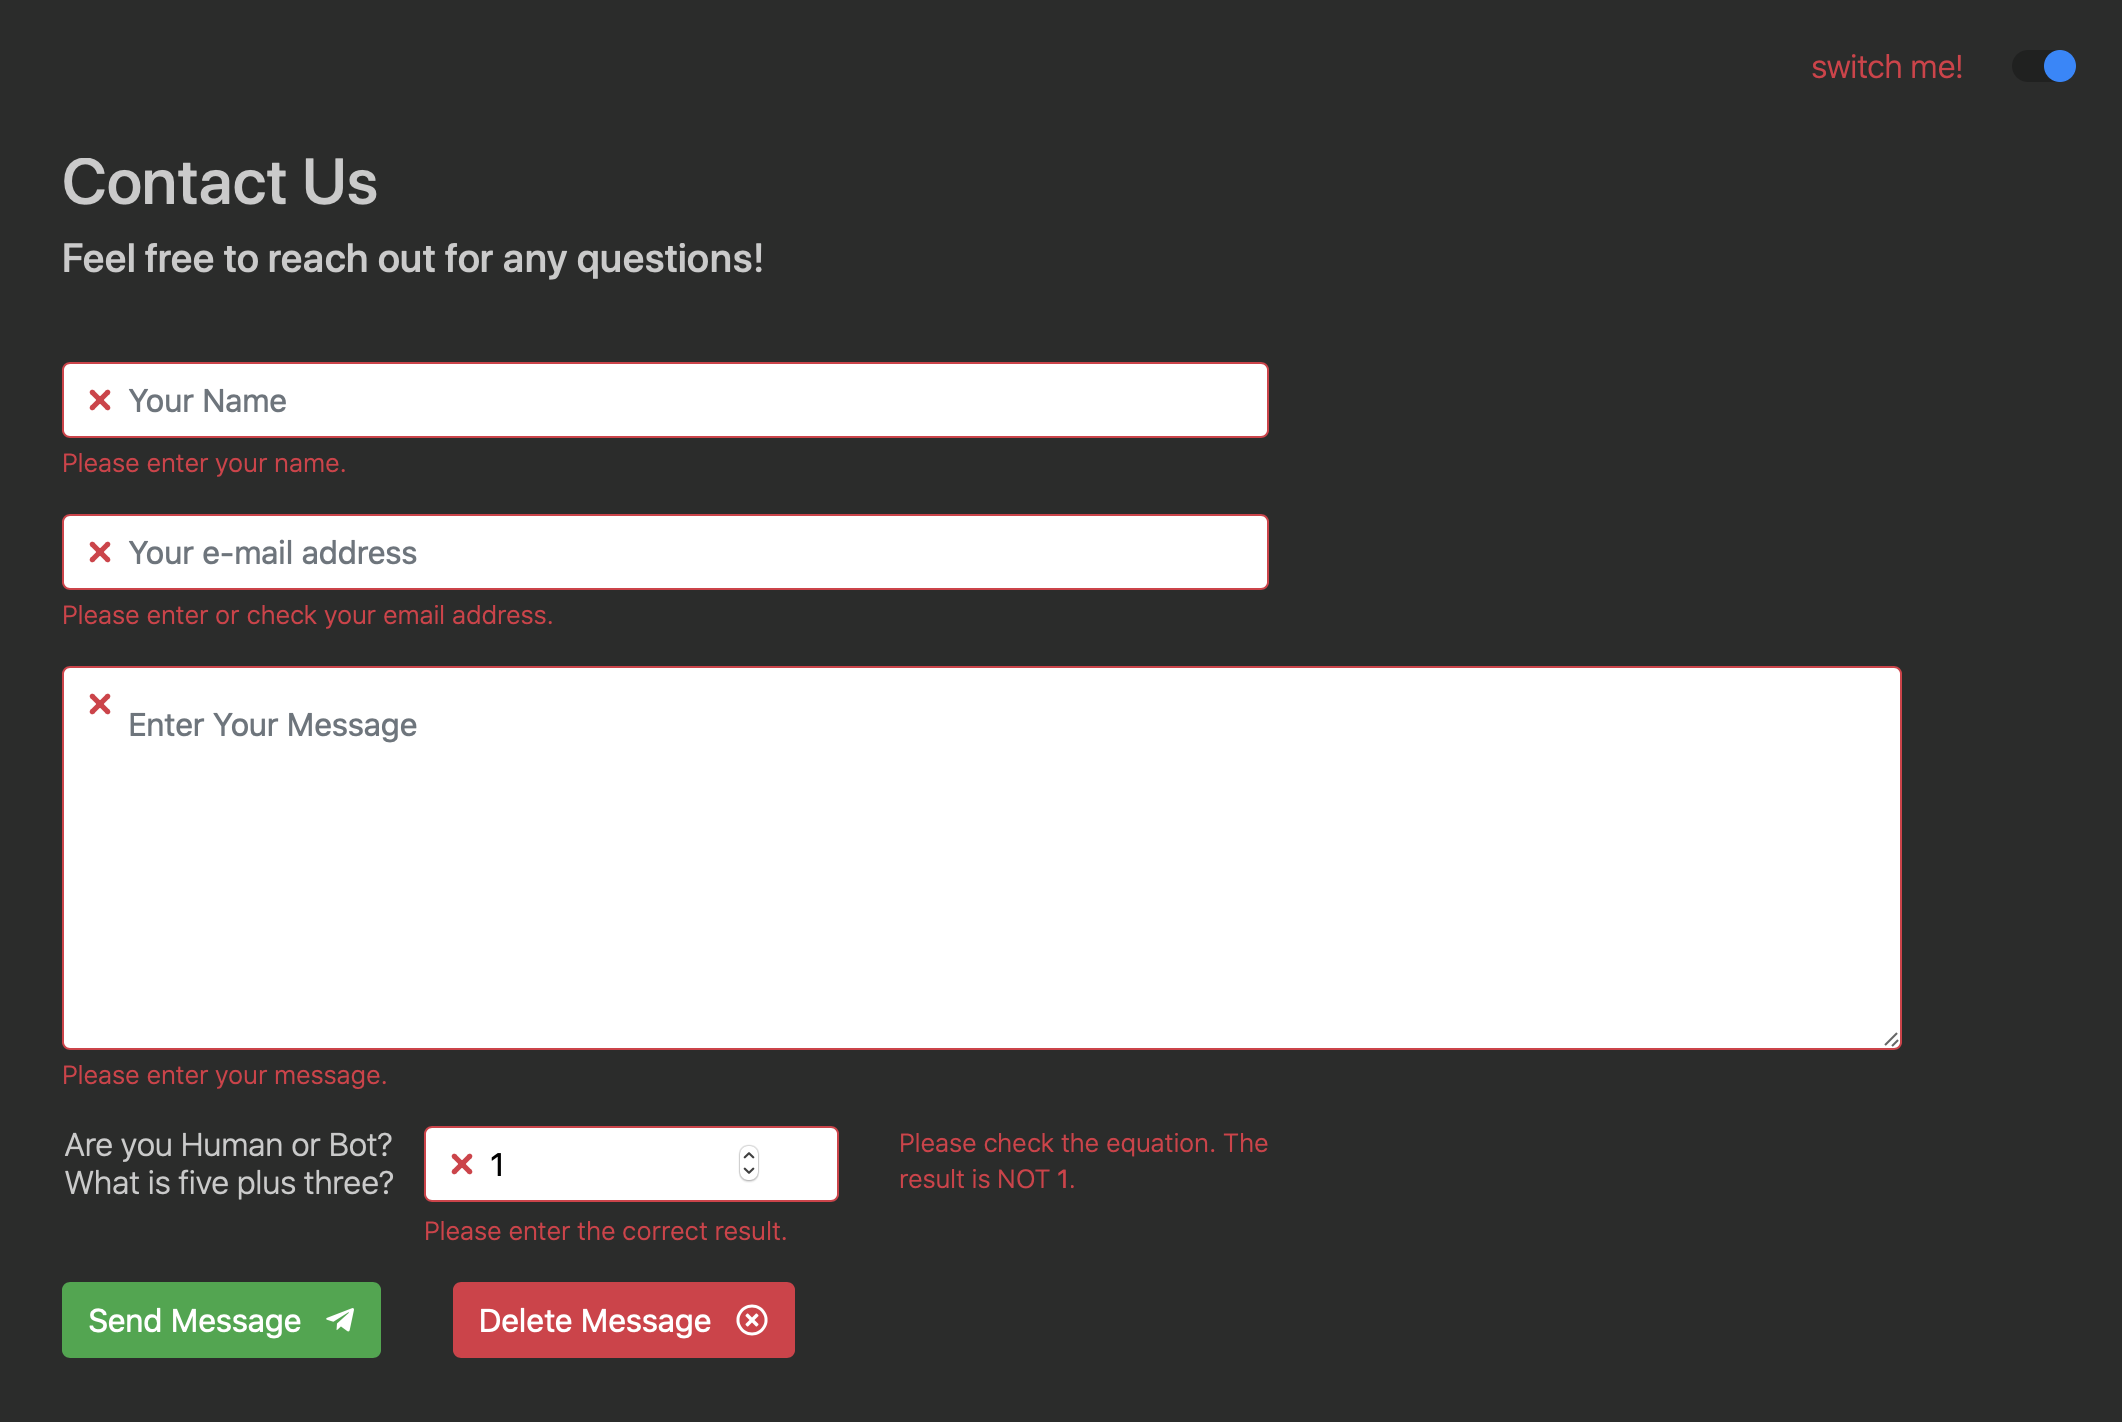 switch me!
Contact Us
Feel free to reach out for any questions!
Your Name
Please enter your name.
Your e-mail address
Please enter or check your email address.
Enter Your Message
Please enter your message.
Are you Human or Bot?
What is five plus three?
1
Please check the equation. The
result is NOT 1.
Please enter the correct result.
Send Message
Delete Message